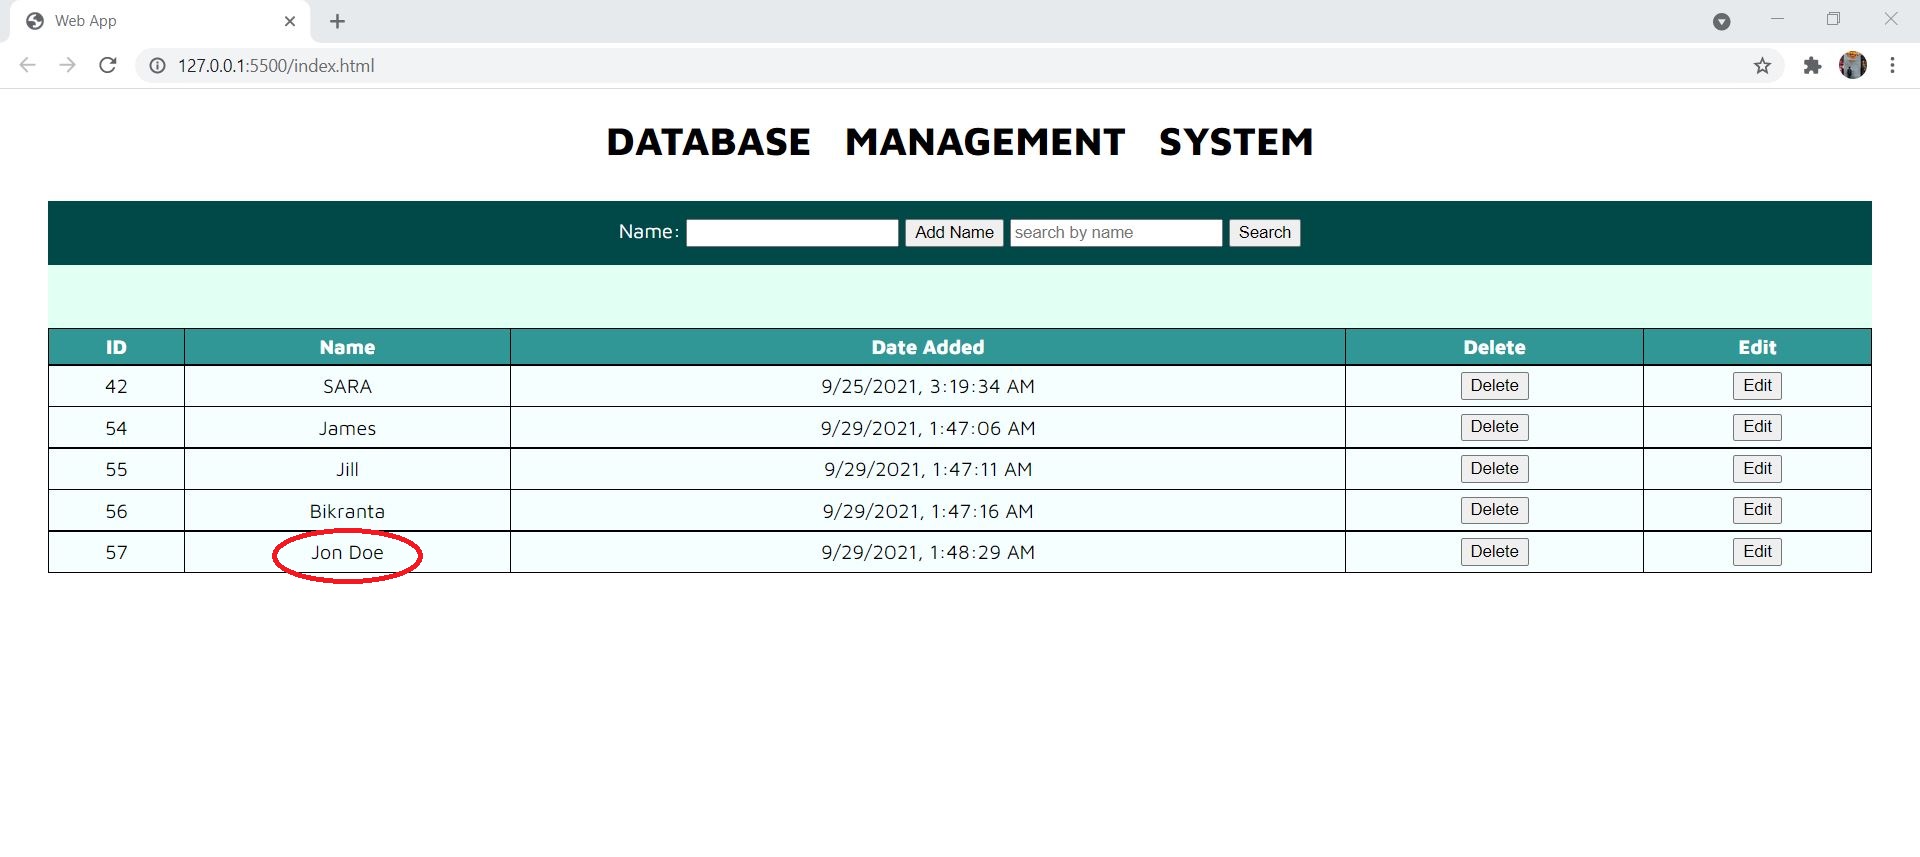 Web App
127.0.0.1:5500/index.html
DATABASE MANAGEMENT SYSTEM
Name: Add Name search by name Search
ID Name Date Added Delete Edit
42 SARA 9/25/2021, 3:19:34 AM Delete Edit
54 James 9/29/2021, 1:47:06 AM Delete Edit
55 Jill 9/29/2021, 1:47:11 AM Delete Edit
56 Bikranta 9/29/2021, 1:47:16 AM Delete Edit
57 Jon Doe 9/29/2021, 1:48:29 AM Delete Edit